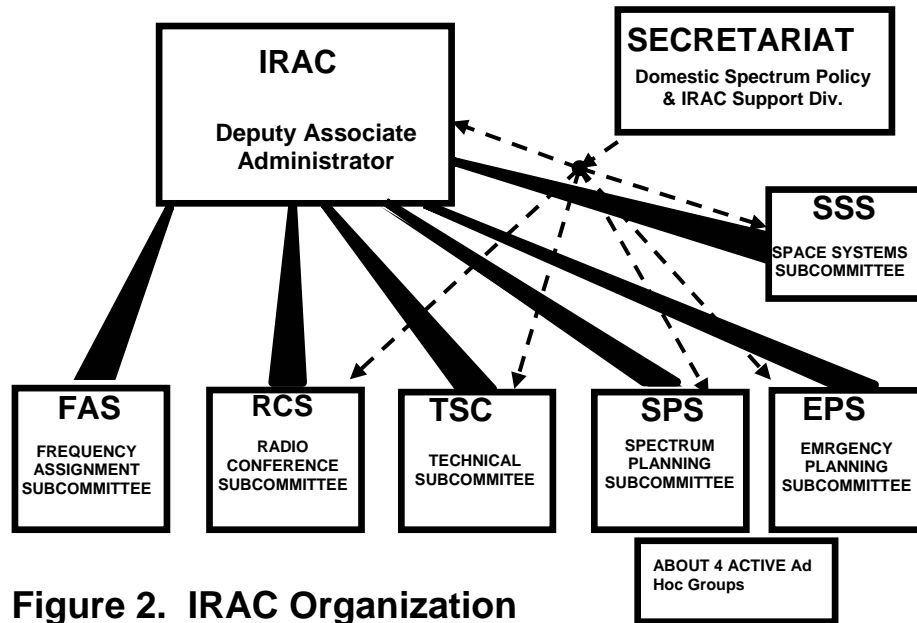 IRAC
Deputy Associate
Administrator
SECRETARIAT
Domestic Spectrum Policy
& IRAC Support Div.
SSS
SPACE SYSTEMS
SUBCOMMITTEE
FAS
FREQUENCY
ASSIGNMENT
SUBCOMMITTEE
RCS
RADIO
CONFERENCE
SUBCOMMITTEE
TSC
TECHNICAL
SUBCOMMITEE
SPS
SPECTRUM
PLANNING
SUBCOMMITTEE
EPS
EMRGENCY
PLANNING
SUBCOMMITTEE
ABOUT 4 ACTIVE Ad
Hoc Groups
Figure 2. IRAC Organization